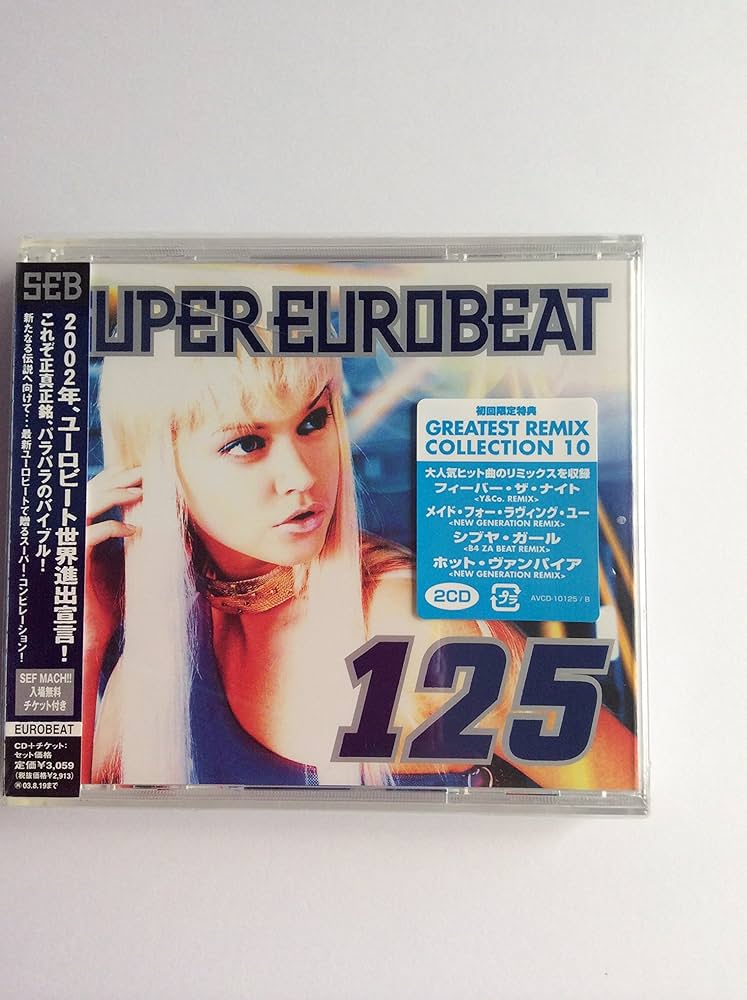 SEB
2002年、ユーロビート世界進出宣言!
これぞ正真正銘、パラパラのバイブル!
新たなる伝説へ向けて…最新ユーロビートで贈るスーパー・コンピレーション!
SEF MACH!!
入場無料
チケット付き
EUROBEAT
CD+チケット:
セット価格
定価¥3,059
(税抜価格¥2,913)
03.8.19まで
UPER EUROBEAT
初回限定特典
GREATEST REMIX
COLLECTION 10
大人気ヒット曲のリミックスを収録
フィーバー・ザ・ナイト
<Y&Co. REMIX>
メイド・フォー・ラヴィング・ユー
<NEW GENERATION REMIX>
シブヤ・ガール
<B4 ZA BEAT REMIX>
ホット・ヴァンパイア
<NEW GENERATION REMIX>
2CD
プラ
AVCD-10125 / B
125